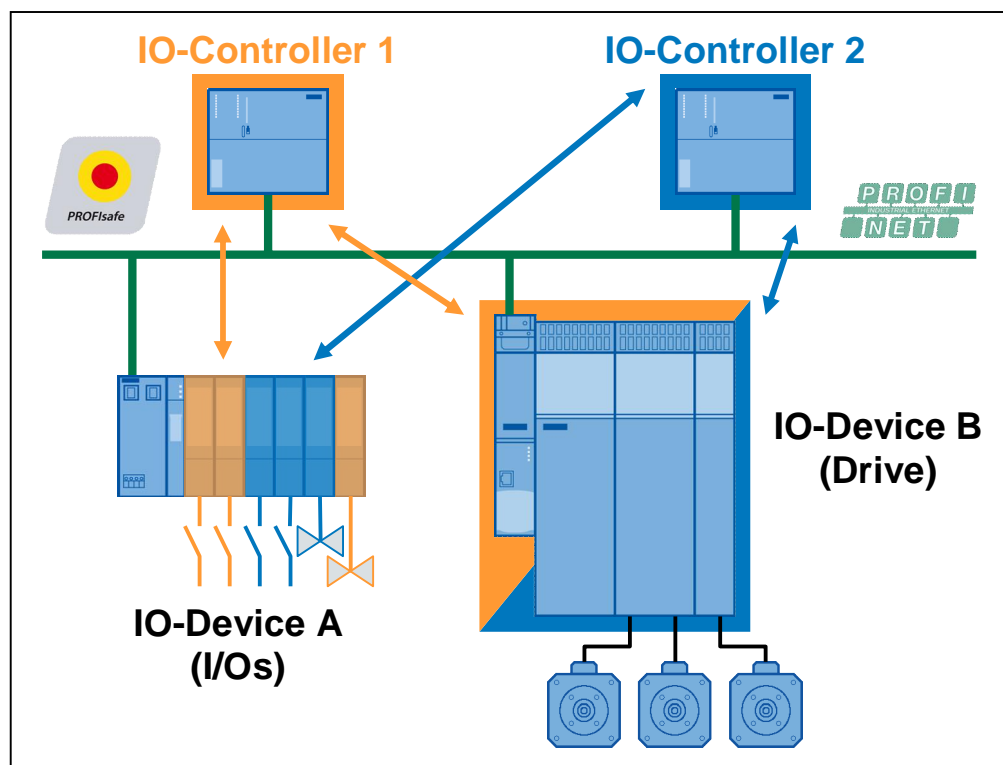 IO-Controller 1
IO-Controller 2
PROFIsafe
PROFI
INDUSTRIAL ETHERNET
NET
IO-Device B
(Drive)
IO-Device A
(I/Os)